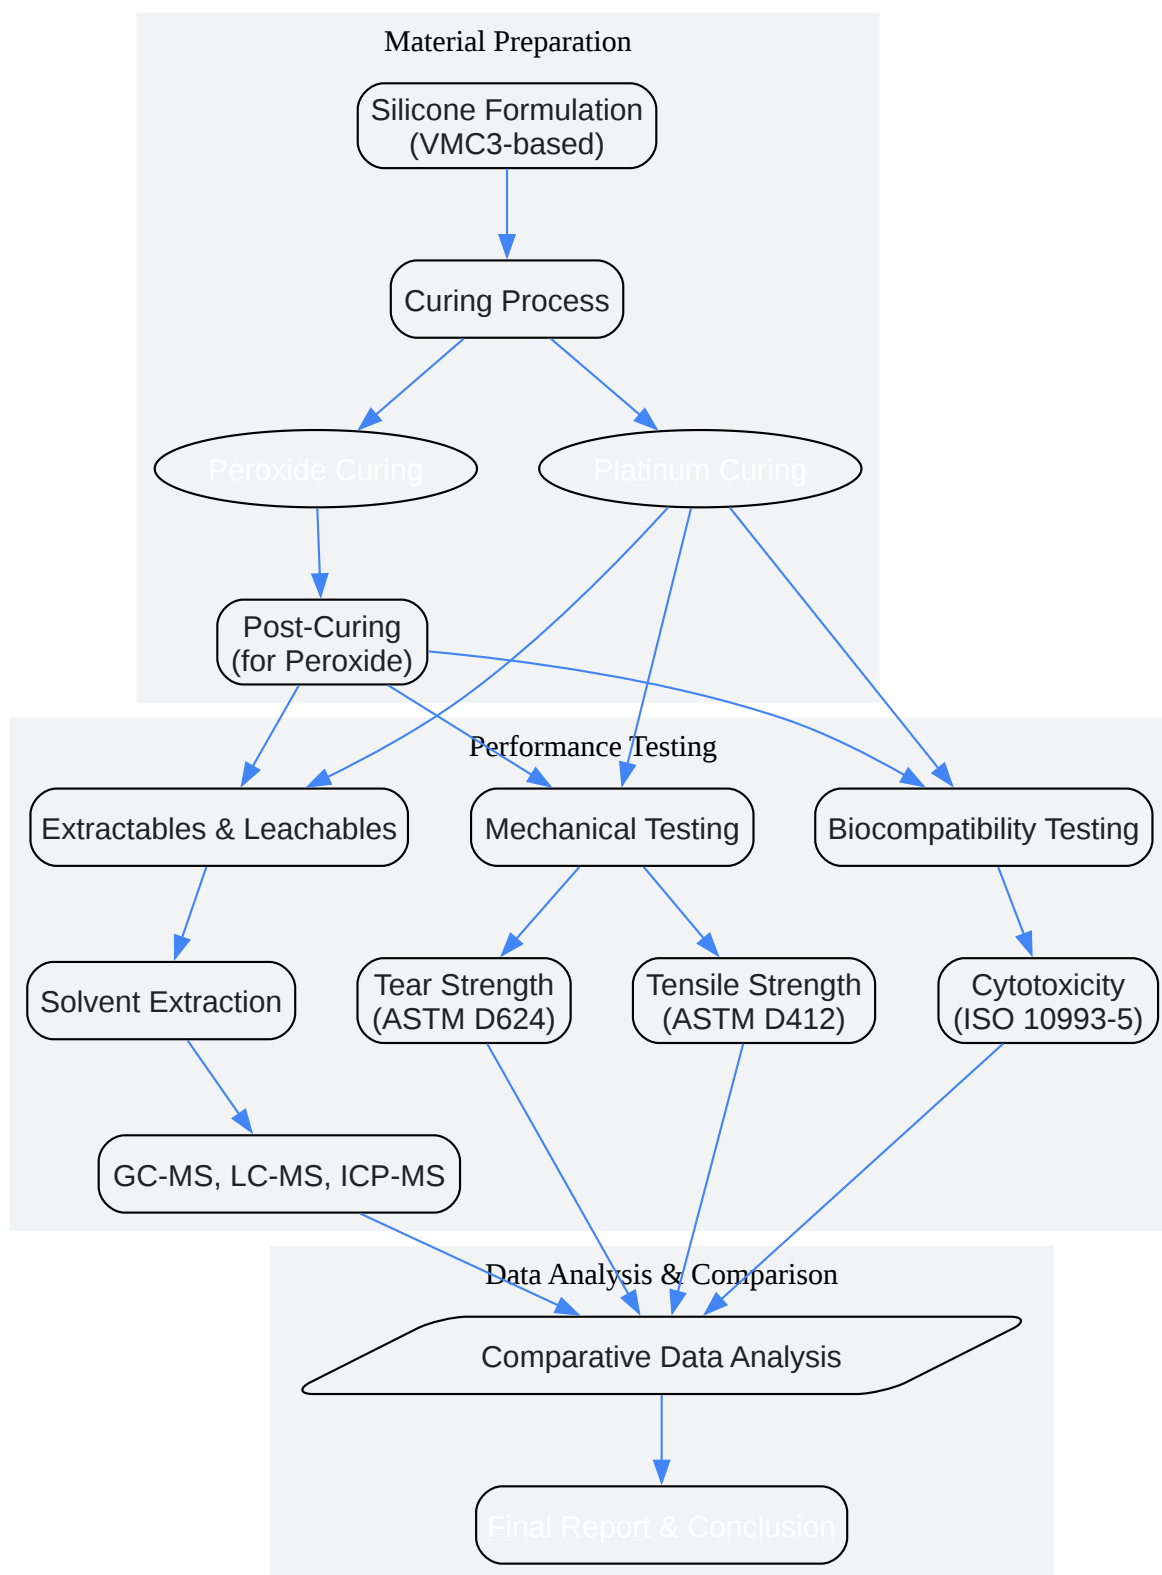 Material Preparation
Silicone Formulation
(VMC3-based)
Curing Process
Peroxide Curing
Platinum Curing
Post-Curing
(for Peroxide)
Performance Testing
Extractables & Leachables
Mechanical Testing
Biocompatibility Testing
Solvent Extraction
Tear Strength
(ASTM D624)
Tensile Strength
(ASTM D412)
Cytotoxicity
(ISO 10993-5)
GC-MS, LC-MS, ICP-MS
Data Analysis & Comparison
Comparative Data Analysis
Final Report & Conclusion